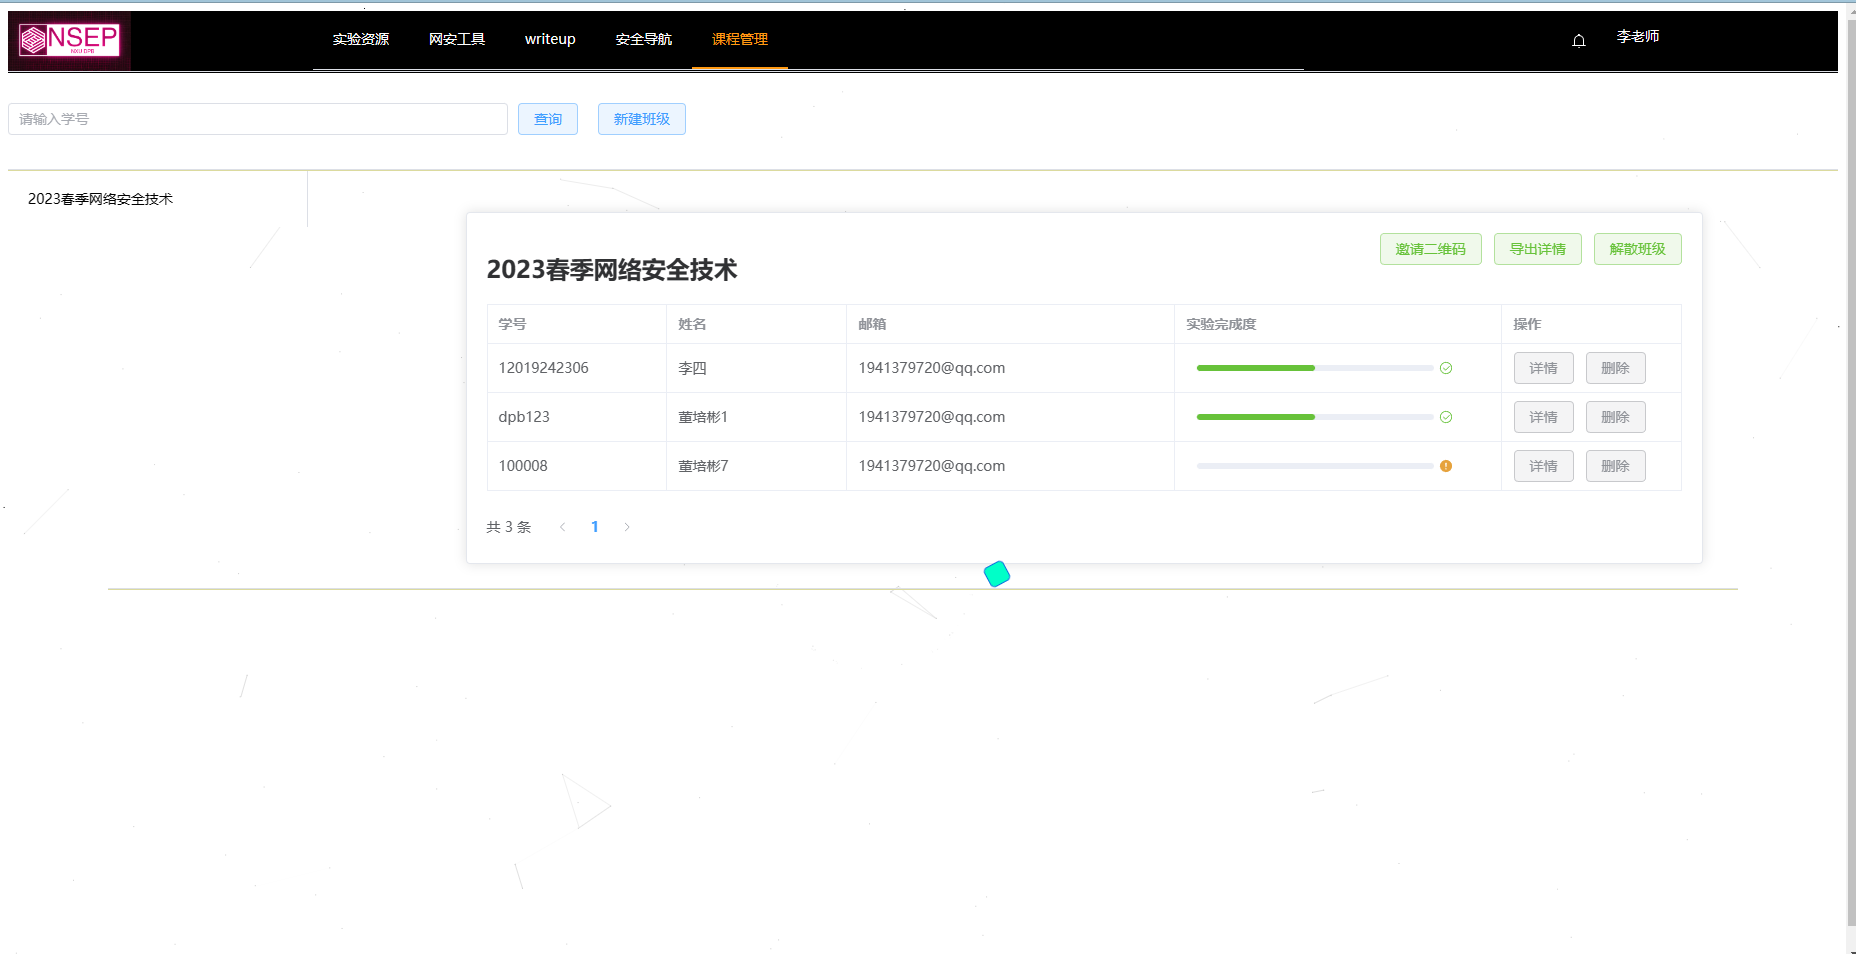 NSEP
NXU DPB
实验资源 网安工具 writeup 安全导航 课程管理 李老师
请输入学号 查询 新建班级
2023春季网络安全技术
邀请二维码 导出详情 解散班级
2023春季网络安全技术
学号 姓名 邮箱 实验完成度 操作
12019242306 李四 1941379720@qq.com 详情 删除
dpb123 董培彬1 1941379720@qq.com 详情 删除
100008 董培彬7 1941379720@qq.com 详情 删除
共 3 条 1